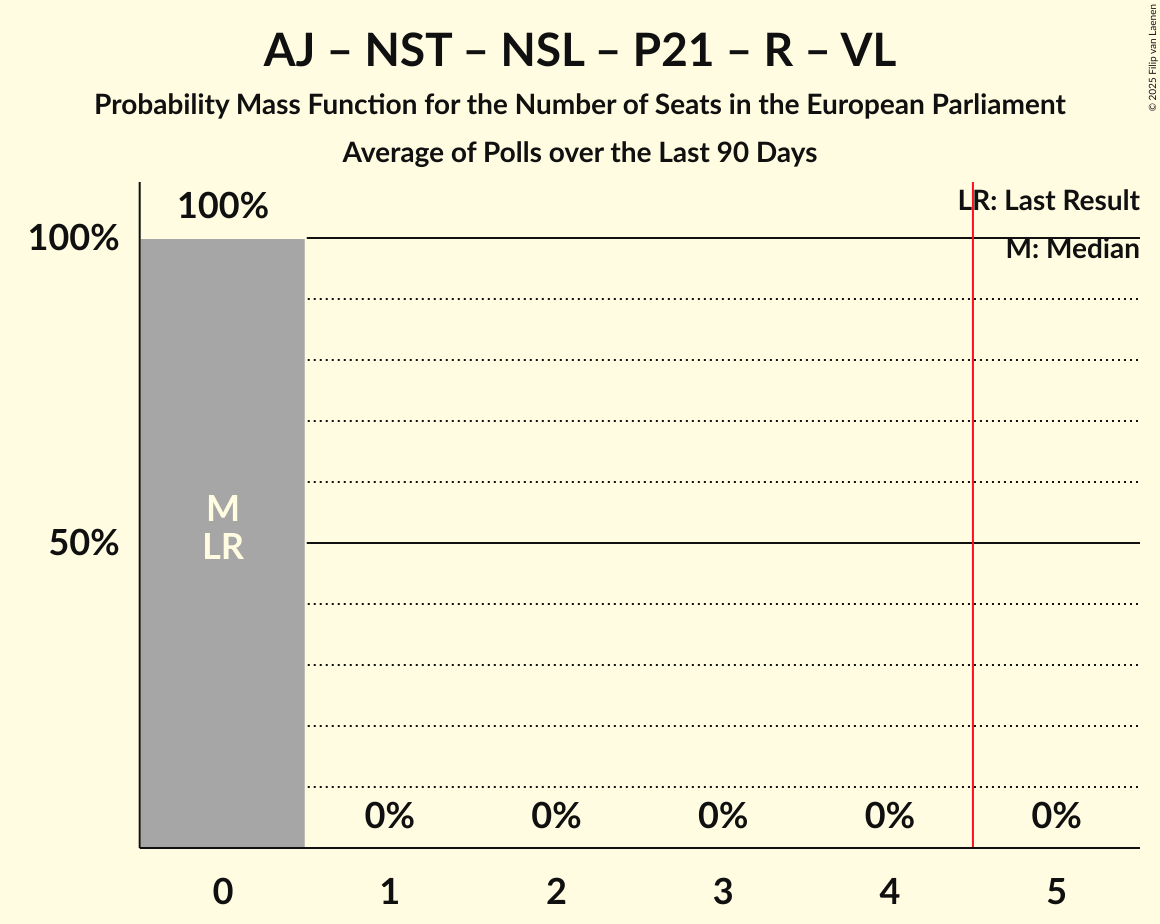 AJ – NST – NSL – P21 – R – VL
Probability Mass Function for the Number of Seats in the European Parliament
Average of Polls over the Last 90 Days
© 2025 Filip van Laenen
LR: Last Result
M: Median
100%
100%
50%
M
LR
0% 0% 0% 0% 0%
0 1 2 3 4 5